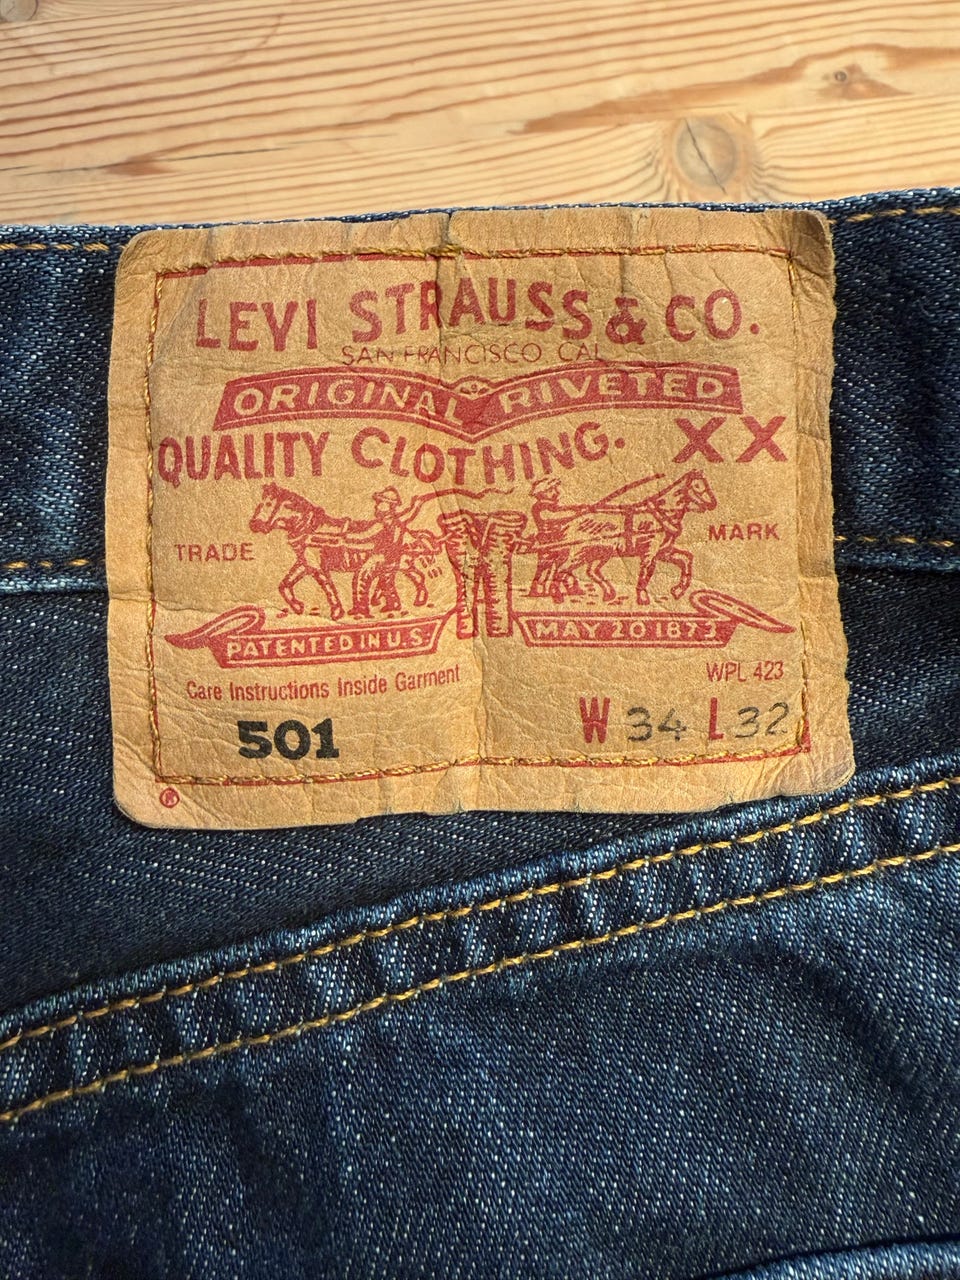 LEVI STRAUSS & CO.
SAN FRANCISCO CAL
ORIGINAL RIVETED
QUALITY CLOTHING. XX
TRADE MARK
PATENTED IN U.S. MAY 20 1873
WPL 423
Care Instructions Inside Garment
501 W 34 L 32
®